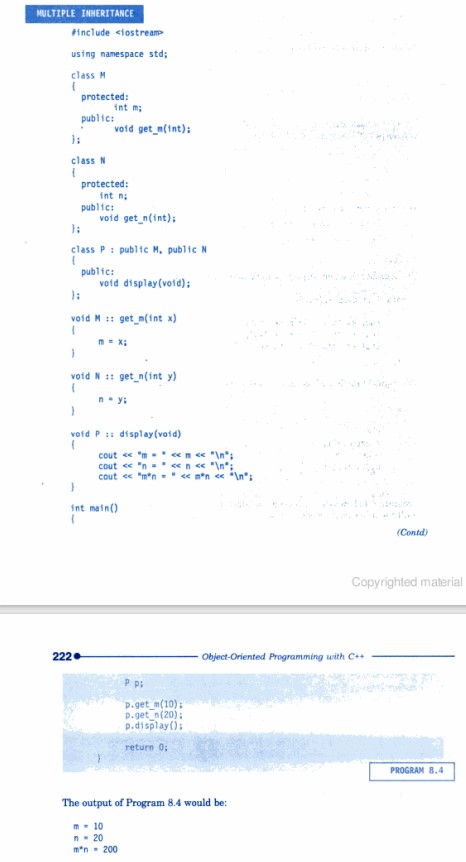 MULTIPLE INHERITANCE
#include <iostream>
using namespace std;
class M
{
protected:
int m;
public:
void get_m(int);
};
class N
{
protected:
int n;
public:
void get_n(int);
};
class P : public M, public N
{
public:
void display(void);
};
void M :: get_m(int x)
{
m = x;
}
void N :: get_n(int y)
{
n = y;
}
void P :: display(void)
{
cout << "m = " << m << "\n";
cout << "n = " << n << "\n";
cout << "m*n = " << m*n << "\n";
}
int main()
{
(Contd)
Copyrighted material
222 Object-Oriented Programming with C++
P p;
p.get_m(10);
p.get_n(20);
p.display();
return 0;
}
PROGRAM 8.4
The output of Program 8.4 would be:
m = 10
n = 20
m*n = 200